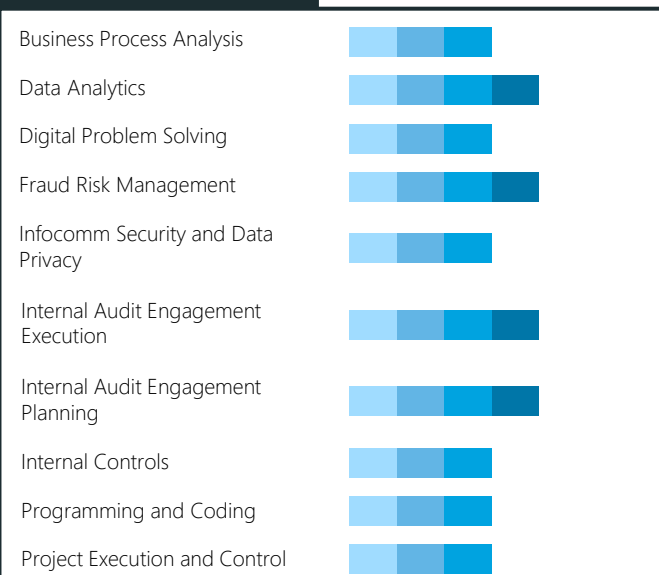 Business Process Analysis
Data Analytics
Digital Problem Solving
Fraud Risk Management
Infocomm Security and Data
Privacy
Internal Audit Engagement
Execution
Internal Audit Engagement
Planning
Internal Controls
Programming and Coding
Project Execution and Control